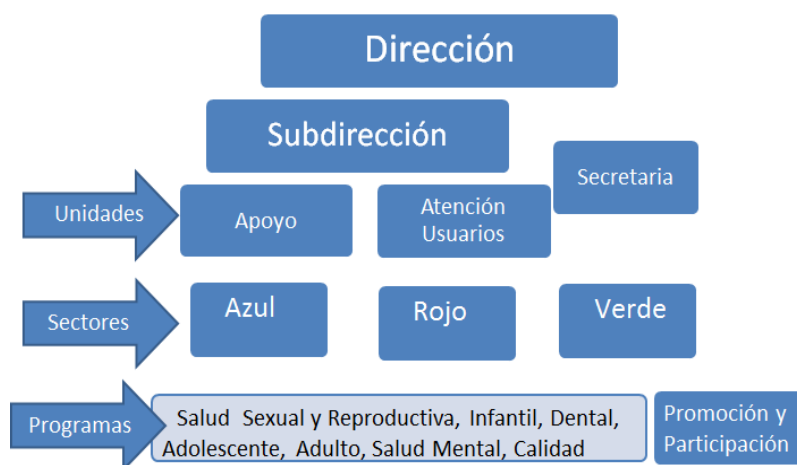 Dirección
Subdirección
Secretaria
Unidades
Apoyo
Atención
Usuarios
Sectores
Azul
Rojo
Verde
Programas
Salud Sexual y Reproductiva, Infantil, Dental,
Adolescente, Adulto, Salud Mental, Calidad
Promoción y
Participación